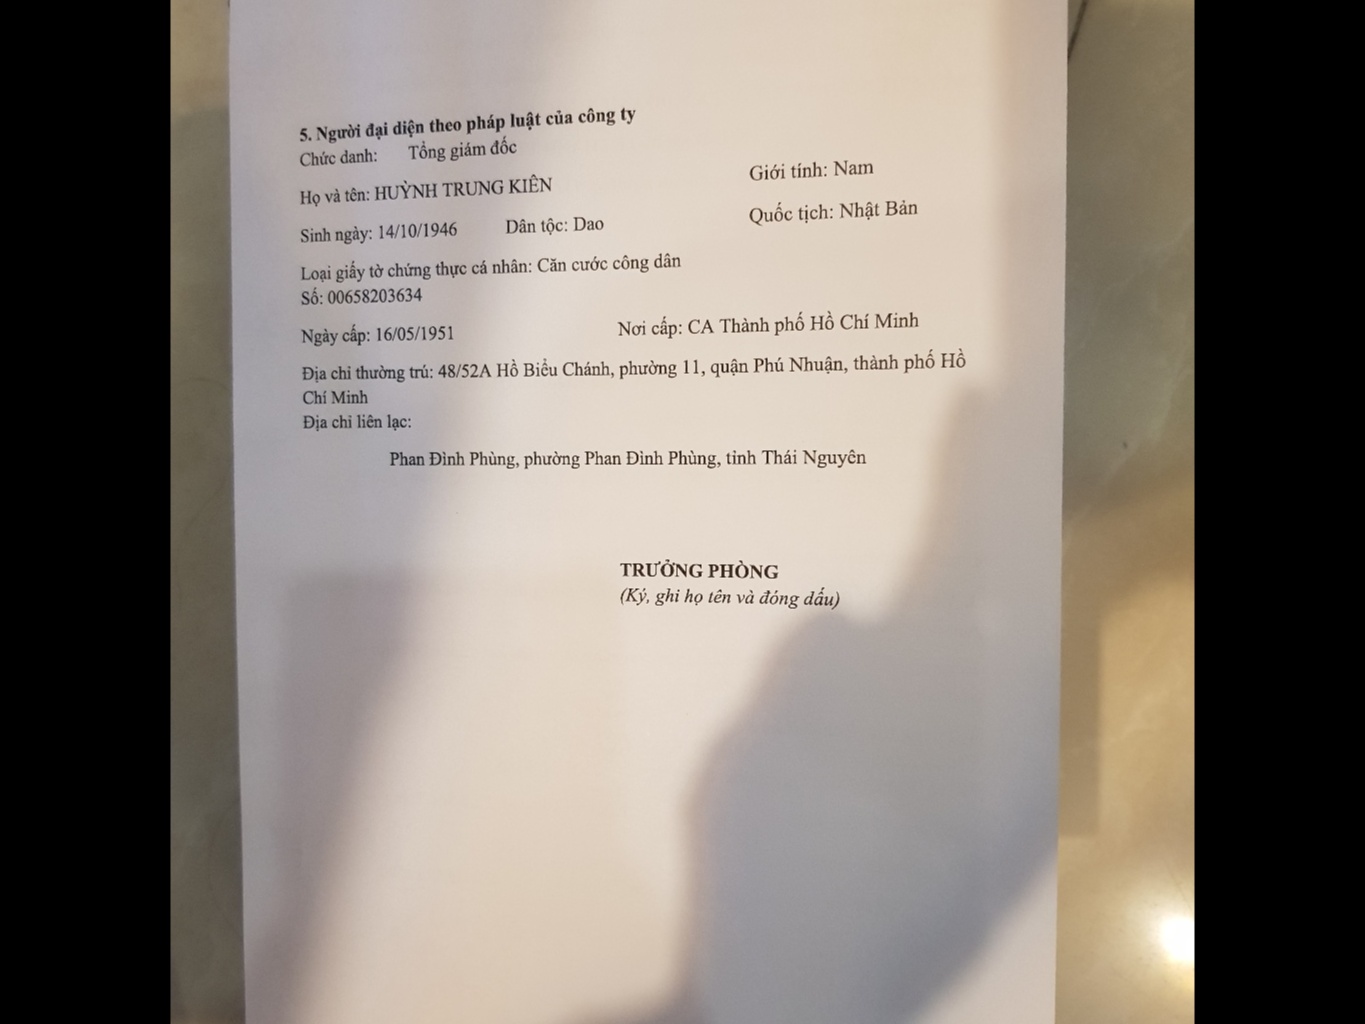 5. Người đại diện theo pháp luật của công ty
Chức danh: Tổng giám đốc
Họ và tên: HUỲNH TRUNG KIÊN Giới tính: Nam
Sinh ngày: 14/10/1946 Dân tộc: Dao Quốc tịch: Nhật Bản
Loại giấy tờ chứng thực cá nhân: Căn cước công dân
Số: 00658203634
Ngày cấp: 16/05/1951 Nơi cấp: CA Thành phố Hồ Chí Minh
Địa chỉ thường trú: 48/52A Hồ Biểu Chánh, phường 11, quận Phú Nhuận, thành phố Hồ
Chí Minh
Địa chỉ liên lạc:
Phan Đình Phùng, phường Phan Đình Phùng, tỉnh Thái Nguyên
TRƯỞNG PHÒNG
(Ký, ghi họ tên và đóng dấu)